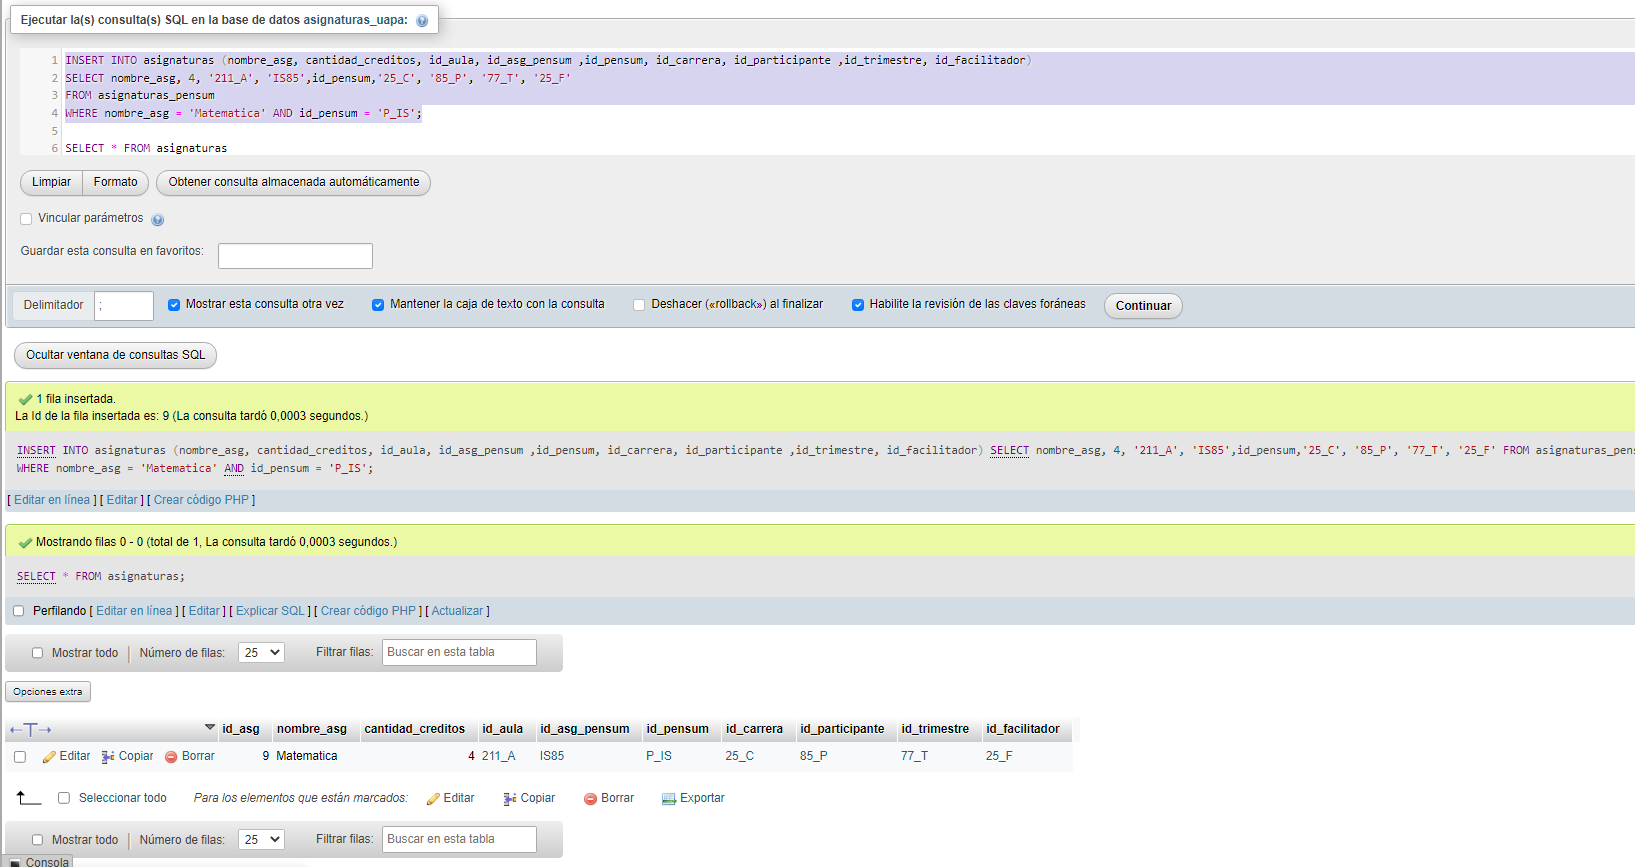 Ejecutar la(s) consulta(s) SQL en la base de datos asignaturas_uapa:
1 INSERT INTO asignaturas (nombre_asg, cantidad_creditos, id_aula, id_asg_pensum ,id_pensum, id_carrera, id_participante ,id_trimestre, id_facilitador)
2 SELECT nombre_asg, 4, '211_A', 'IS85',id_pensum,'25_C', '85_P', '77_T', '25_F'
3 FROM asignaturas_pensum
4 WHERE nombre_asg = 'Matematica' AND id_pensum = 'P_IS';
5
6 SELECT * FROM asignaturas
Limpiar Formato Obtener consulta almacenada automáticamente
Vincular parámetros
Guardar esta consulta en favoritos:
Delimitador ; Mostrar esta consulta otra vez Mantener la caja de texto con la consulta Deshacer («rollback») al finalizar Habilite la revisión de las claves foráneas Continuar
Ocultar ventana de consultas SQL
1 fila insertada.
La Id de la fila insertada es: 9 (La consulta tardó 0,0003 segundos.)
INSERT INTO asignaturas (nombre_asg, cantidad_creditos, id_aula, id_asg_pensum ,id_pensum, id_carrera, id_participante ,id_trimestre, id_facilitador) SELECT nombre_asg, 4, '211_A', 'IS85',id_pensum,'25_C', '85_P', '77_T', '25_F' FROM asignaturas_pens
WHERE nombre_asg = 'Matematica' AND id_pensum = 'P_IS';
[ Editar en línea ] [ Editar ] [ Crear código PHP ]
Mostrando filas 0 - 0 (total de 1, La consulta tardó 0,0003 segundos.)
SELECT * FROM asignaturas;
Perfilando [ Editar en línea ] [ Editar ] [ Explicar SQL ] [ Crear código PHP ] [ Actualizar ]
Mostrar todo Número de filas: 25 Filtrar filas: Buscar en esta tabla
Opciones extra
id_asg nombre_asg cantidad_creditos id_aula id_asg_pensum id_pensum id_carrera id_participante id_trimestre id_facilitador
Editar Copiar Borrar 9 Matematica 4 211_A IS85 P_IS 25_C 85_P 77_T 25_F
Seleccionar todo Para los elementos que están marcados: Editar Copiar Borrar Exportar
Mostrar todo Número de filas: 25 Filtrar filas: Buscar en esta tabla
Consola